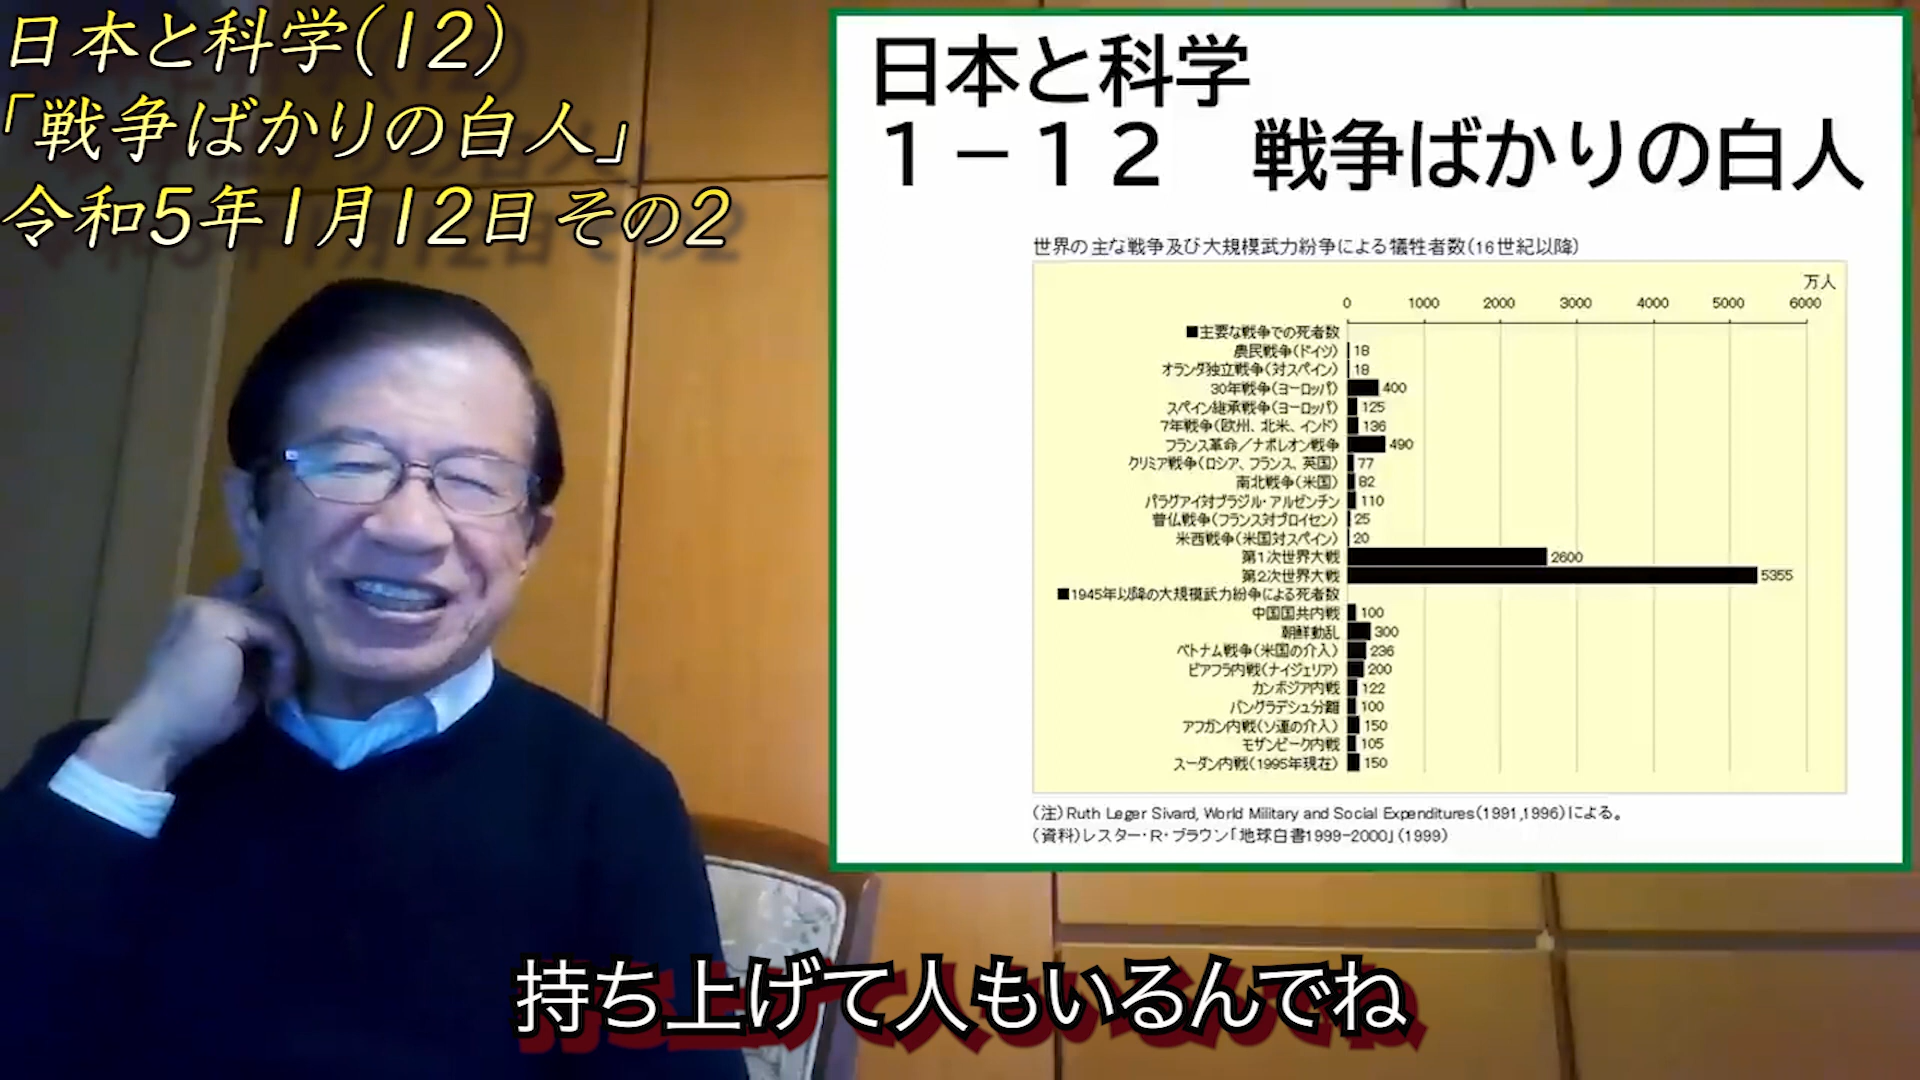 日本と科学(12)
「戦争ばかりの白人」
令和5年1月12日その2
日本と科学
1－12　戦争ばかりの白人
世界の主な戦争及び大規模武力紛争による犠牲者数(16世紀以降)
万人
0 1000 2000 3000 4000 5000 6000
■主要な戦争での死者数
農民戦争(ドイツ) 18
オランダ独立戦争(対スペイン) 18
30年戦争(ヨーロッパ) 400
スペイン継承戦争(ヨーロッパ) 125
7年戦争(欧州、北米、インド) 136
フランス革命／ナポレオン戦争 490
クリミア戦争(ロシア、フランス、英国) 77
南北戦争(米国) 82
パラグアイ対ブラジル・アルゼンチン 110
普仏戦争(フランス対プロイセン) 25
米西戦争(米国対スペイン) 20
第1次世界大戦 2600
第2次世界大戦 5355
■1945年以降の大規模武力紛争による死者数
中国国共内戦 100
朝鮮動乱 300
ベトナム戦争(米国の介入) 236
ビアフラ内戦(ナイジェリア) 200
カンボジア内戦 122
バングラデシュ分離 100
アフガン内戦(ソ連の介入) 150
モザンビーク内戦 105
スーダン内戦(1995年現在) 150
(注)Ruth Leger Sivard, World Military and Social Expenditures(1991,1996)による。
(資料)レスター・R・ブラウン「地球白書1999-2000」(1999)
持ち上げて人もいるんでね